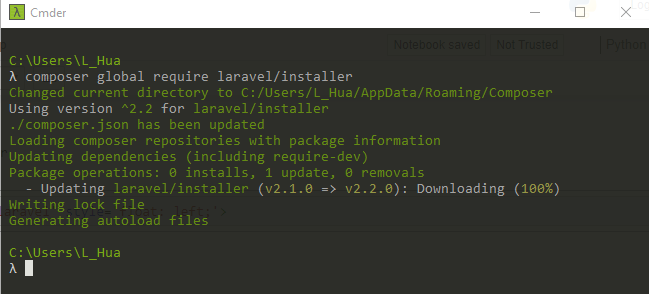 Cmder
Notebook saved
Not Trusted
Python
C:\Users\L_Hua
λ composer global require laravel/installer
Changed current directory to C:/Users/L_Hua/AppData/Roaming/Composer
Using version ^2.2 for laravel/installer
./composer.json has been updated
Loading composer repositories with package information
Updating dependencies (including require-dev)
Package operations: 0 installs, 1 update, 0 removals
- Updating laravel/installer (v2.1.0 => v2.2.0): Downloading (100%)
Writing lock file
Generating autoload files
C:\Users\L_Hua
λ